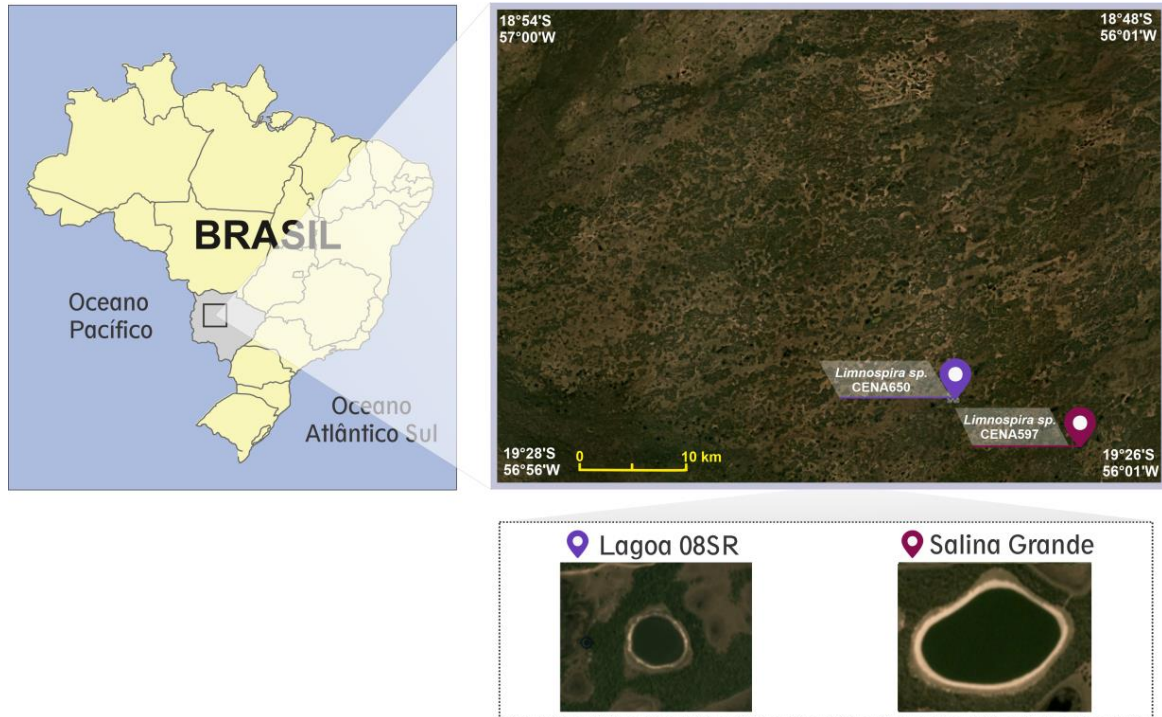 BRASIL
Oceano
Pacífico
Oceano
Atlântico Sul
18°54'S
57°00'W
18°48'S
56°01'W
Limnospira sp.
CENA650
Limnospira sp.
CENA597
19°28'S
56°56'W
0 10 km
19°26'S
56°01'W
Lagoa 08SR
Salina Grande